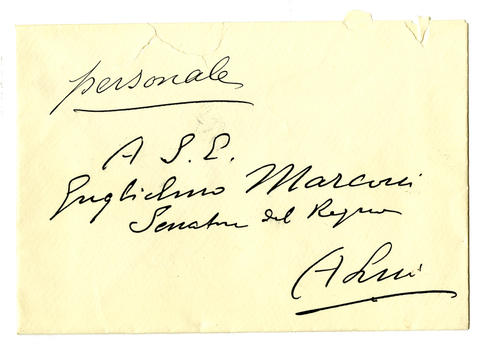 personale
A S. E.
Guglielmo Marconi
Senatore del Regno
A Lui